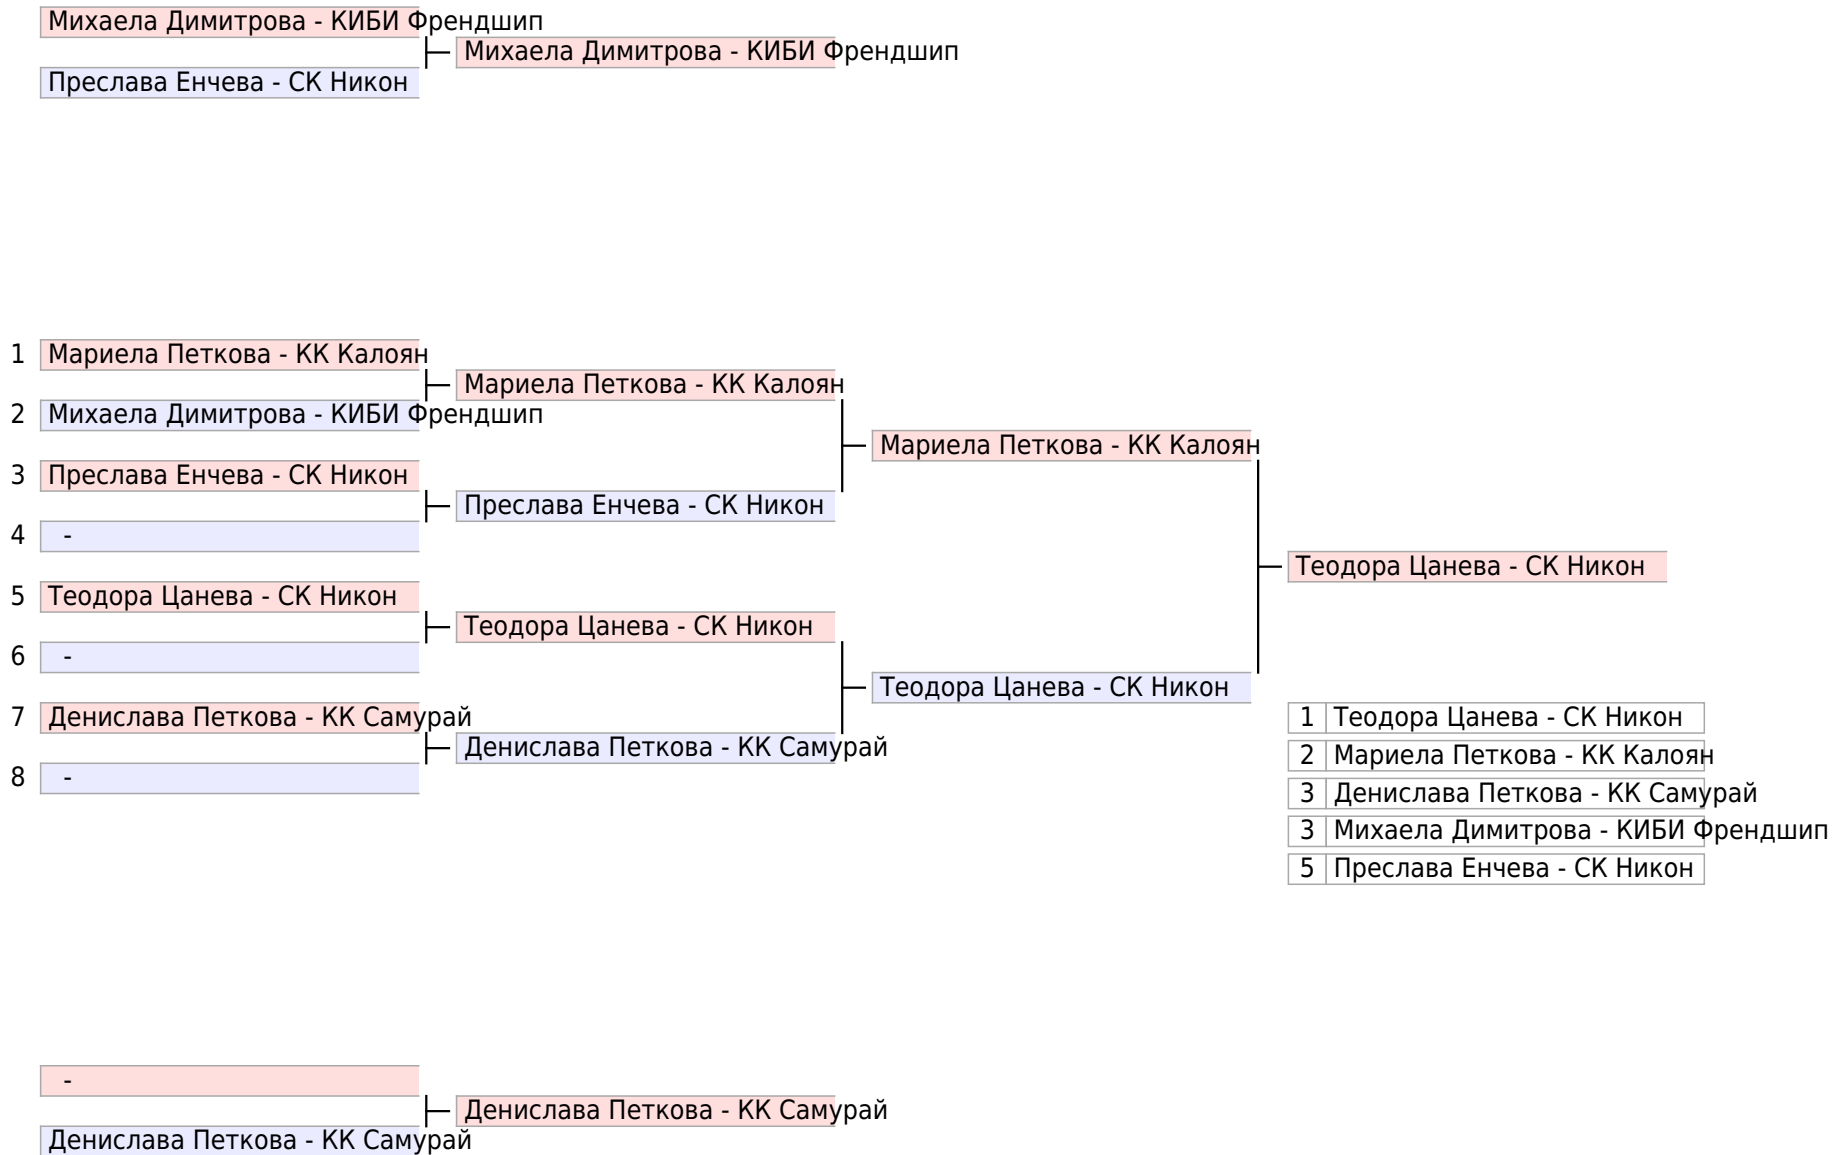 Михаела Димитрова - КИБИ Френдшип
Михаела Димитрова - КИБИ Френдшип
Преслава Енчева - СК Никон
1 Мариела Петкова - КК Калоян
Мариела Петкова - КК Калоян
2 Михаела Димитрова - КИБИ Френдшип
Мариела Петкова - КК Калоян
3 Преслава Енчева - СК Никон
Преслава Енчева - СК Никон
4 -
Теодора Цанева - СК Никон
5 Теодора Цанева - СК Никон
Теодора Цанева - СК Никон
6 -
Теодора Цанева - СК Никон
7 Денислава Петкова - КК Самурай
Денислава Петкова - КК Самурай
8 -
1 Теодора Цанева - СК Никон
2 Мариела Петкова - КК Калоян
3 Денислава Петкова - КК Самурай
3 Михаела Димитрова - КИБИ Френдшип
5 Преслава Енчева - СК Никон
-
Денислава Петкова - КК Самурай
Денислава Петкова - КК Самурай